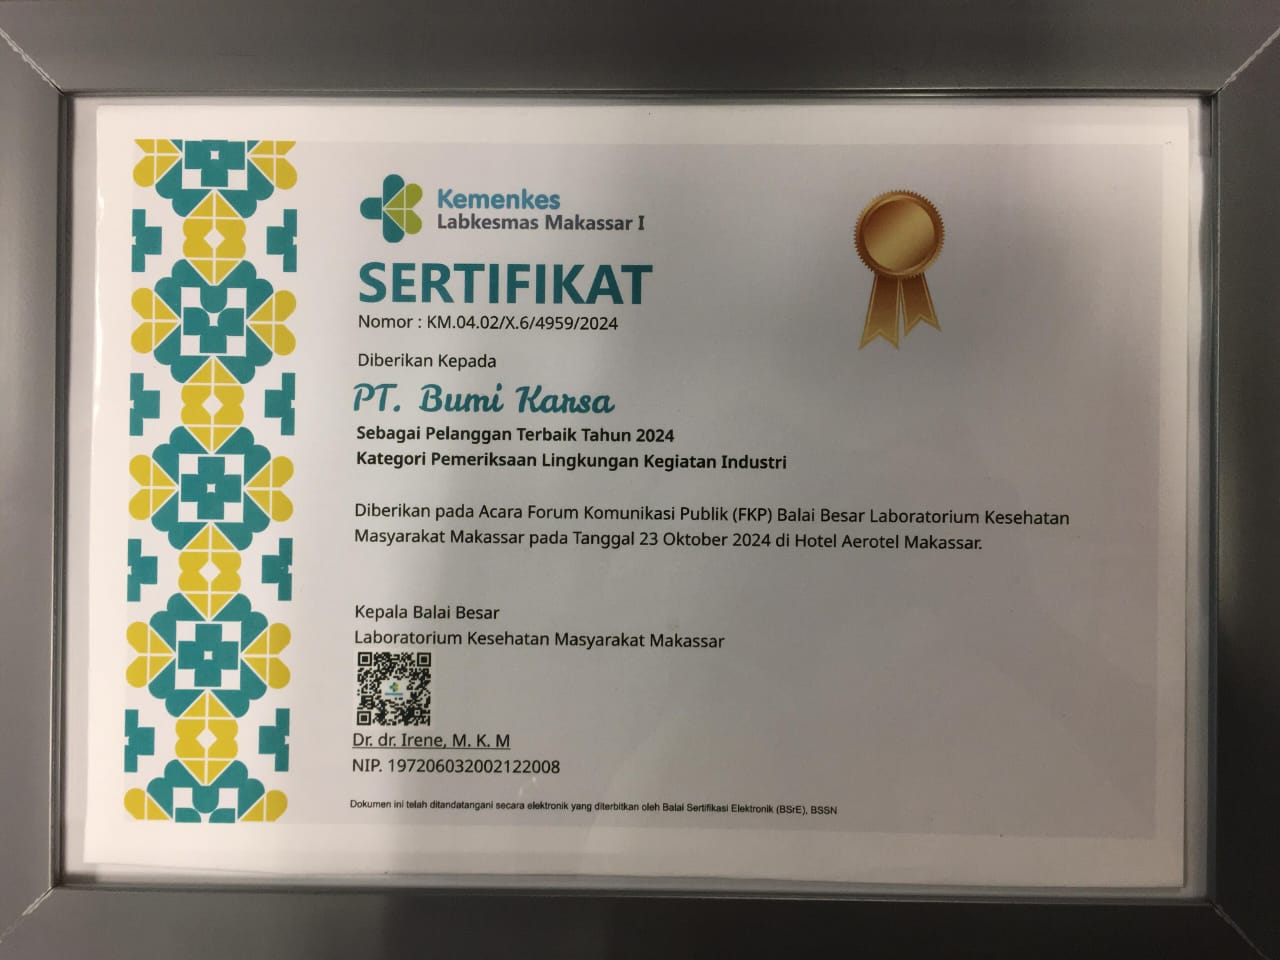 Kemenkes
Labkesmas Makassar I
SERTIFIKAT
Nomor : KM.04.02/X.6/4959/2024
Diberikan Kepada
PT. Bumi Karsa
Sebagai Pelanggan Terbaik Tahun 2024
Kategori Pemeriksaan Lingkungan Kegiatan Industri
Diberikan pada Acara Forum Komunikasi Publik (FKP) Balai Besar Laboratorium Kesehatan
Masyarakat Makassar pada Tanggal 23 Oktober 2024 di Hotel Aerotel Makassar.
Kepala Balai Besar
Laboratorium Kesehatan Masyarakat Makassar
Dr. dr. Irene, M. K. M
NIP. 197206032002122008
Dokumen ini telah ditandatangani secara elektronik yang diterbitkan oleh Balai Sertifikasi Elektronik (BSrE), BSSN